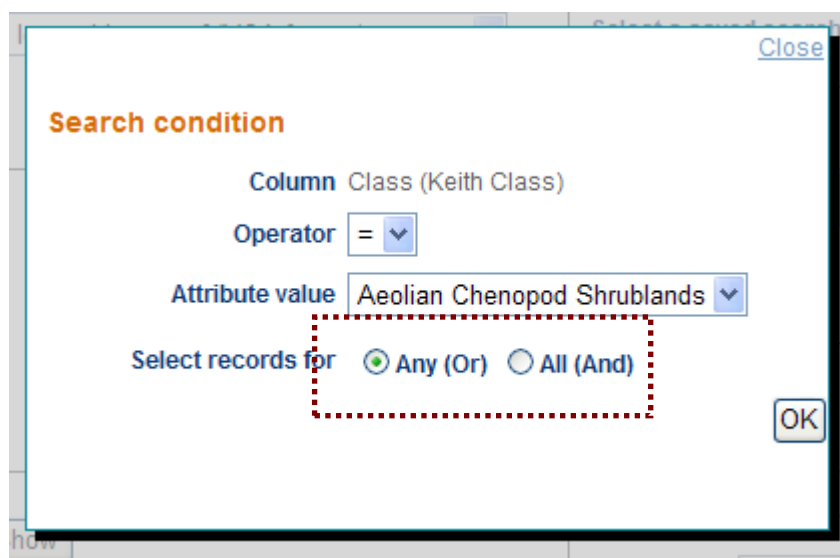 Close
Search condition
Column Class (Keith Class)
Operator =
Attribute value Aeolian Chenopod Shrublands
Select records for Any (Or) All (And)
OK